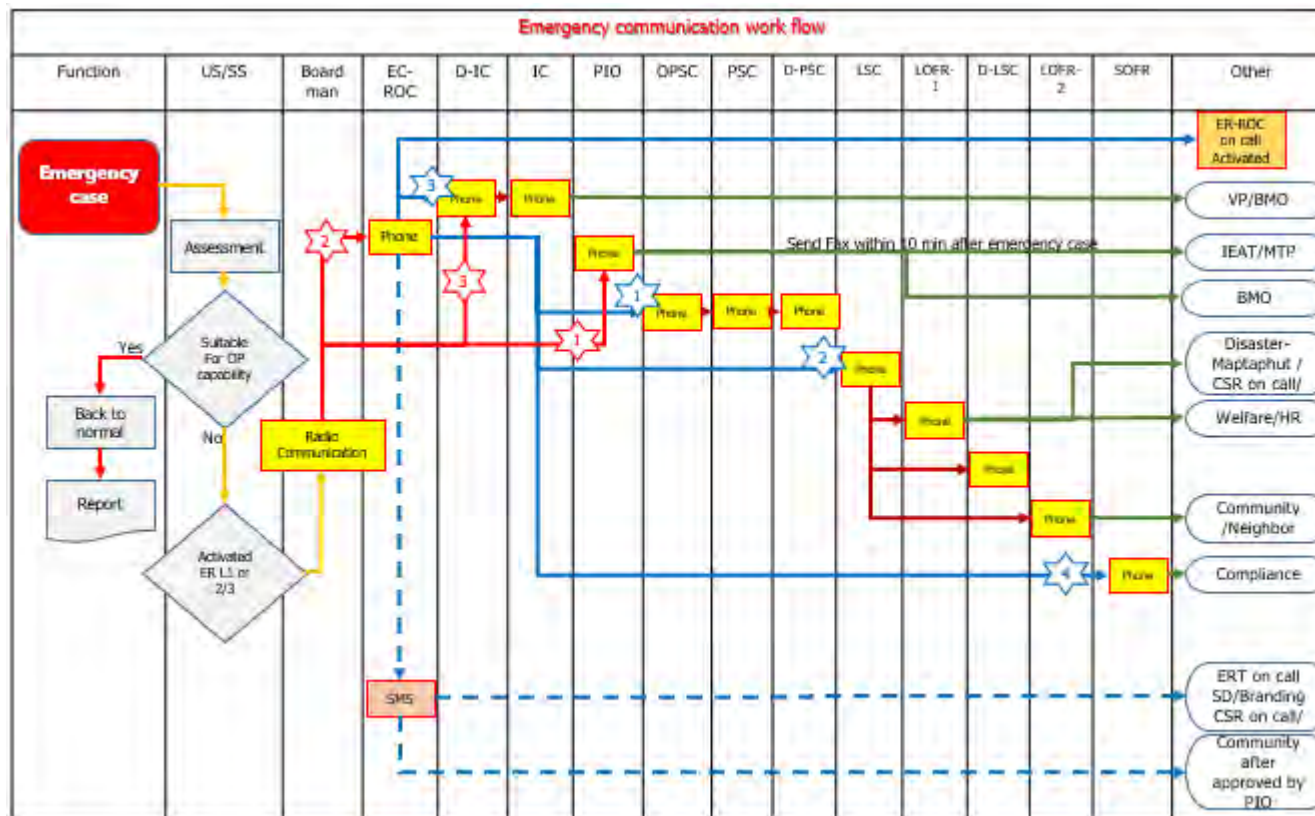 Emergency communication work flow
Function
US/SS
Board
man
EC-
ROC
D-IC
IC
PIO
OPSC
PSC
D-PSC
LSC
LOFR-
1
D-LSC
LOFR-
2
SOFR
Other
ER-ROC
on call
Activated
Emergency
case
3
Phone
Phone
VP/BMO
2
Phone
Assessment
Send Fax within 10 min after emergency case
Phone
IEAT/MTP
3
1
Phone
Phone
Phone
BMO
Yes
Suitable
For OP
capability
1
2
Phone
Disaster-
Maptaphut /
CSR on call/
Back to
normal
No
Radio
Communication
Phone
Welfare/HR
Phone
Report
Phone
Community
/Neighbor
Activated
ER L1 or
2/3
4
Phone
Compliance
SMS
ERT on call
SD/Branding
CSR on call/
Community
after
approved by
PIO